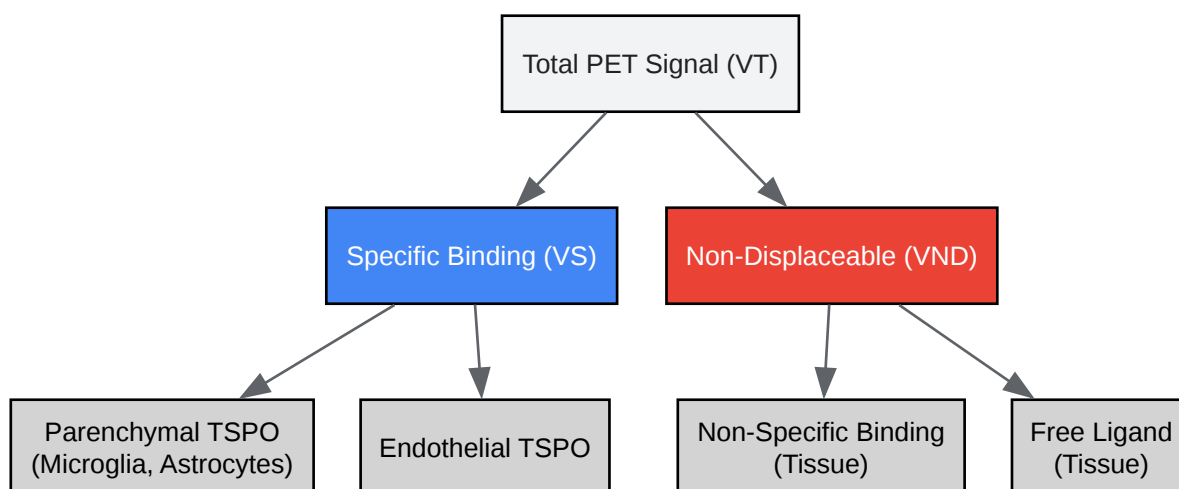 Total PET Signal (VT)
Specific Binding (VS)
Non-Displaceable (VND)
Parenchymal TSPO
(Microglia, Astrocytes)
Endothelial TSPO
Non-Specific Binding
(Tissue)
Free Ligand
(Tissue)